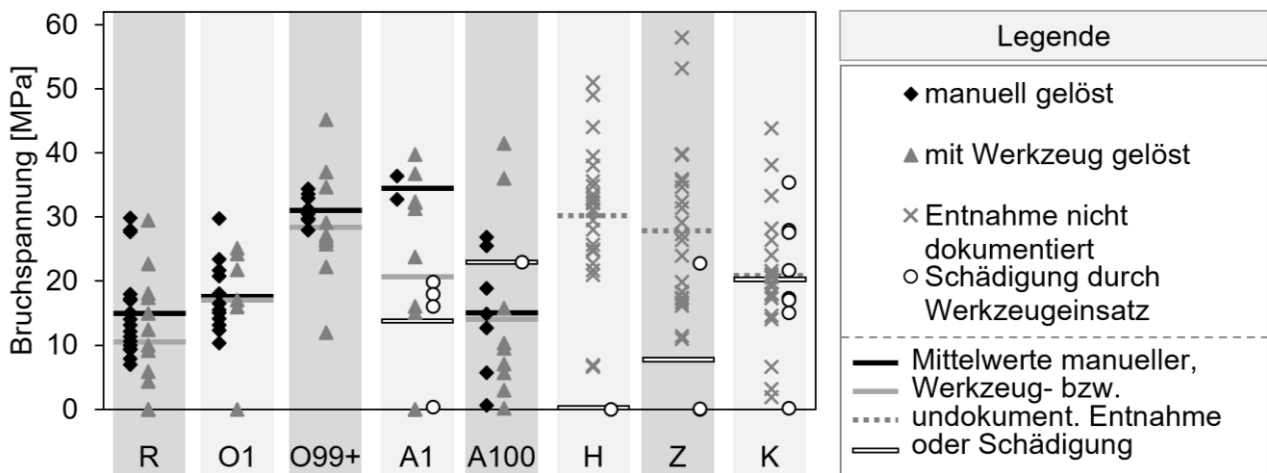 Bruchspannung [MPa]
60
50
40
30
20
10
0
R O1 O99+ A1 A100 H Z K
Legende
manuell gelöst
mit Werkzeug gelöst
Entnahme nicht
dokumentiert
Schädigung durch
Werkzeugeinsatz
Mittelwerte manueller,
Werkzeug- bzw.
undokument. Entnahme
oder Schädigung